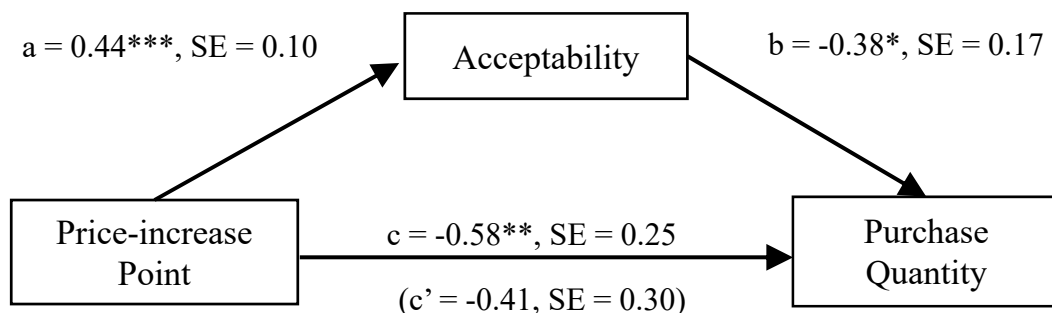 a = 0.44***, SE = 0.10
Acceptability
b = -0.38*, SE = 0.17
Price-increase
Point
c = -0.58**, SE = 0.25
(c’ = -0.41, SE = 0.30)
Purchase
Quantity